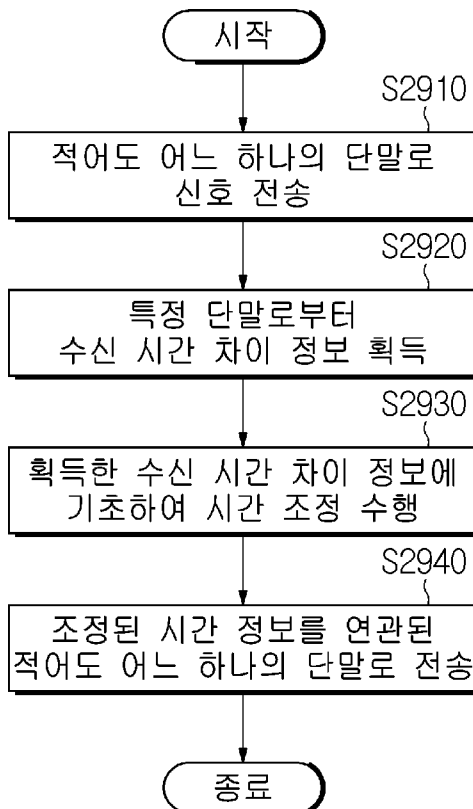 시작
S2910
적어도 어느 하나의 단말로
신호 전송
S2920
특정 단말로부터
수신 시간 차이 정보 획득
S2930
획득한 수신 시간 차이 정보에
기초하여 시간 조정 수행
S2940
조정된 시간 정보를 연관된
적어도 어느 하나의 단말로 전송
종료